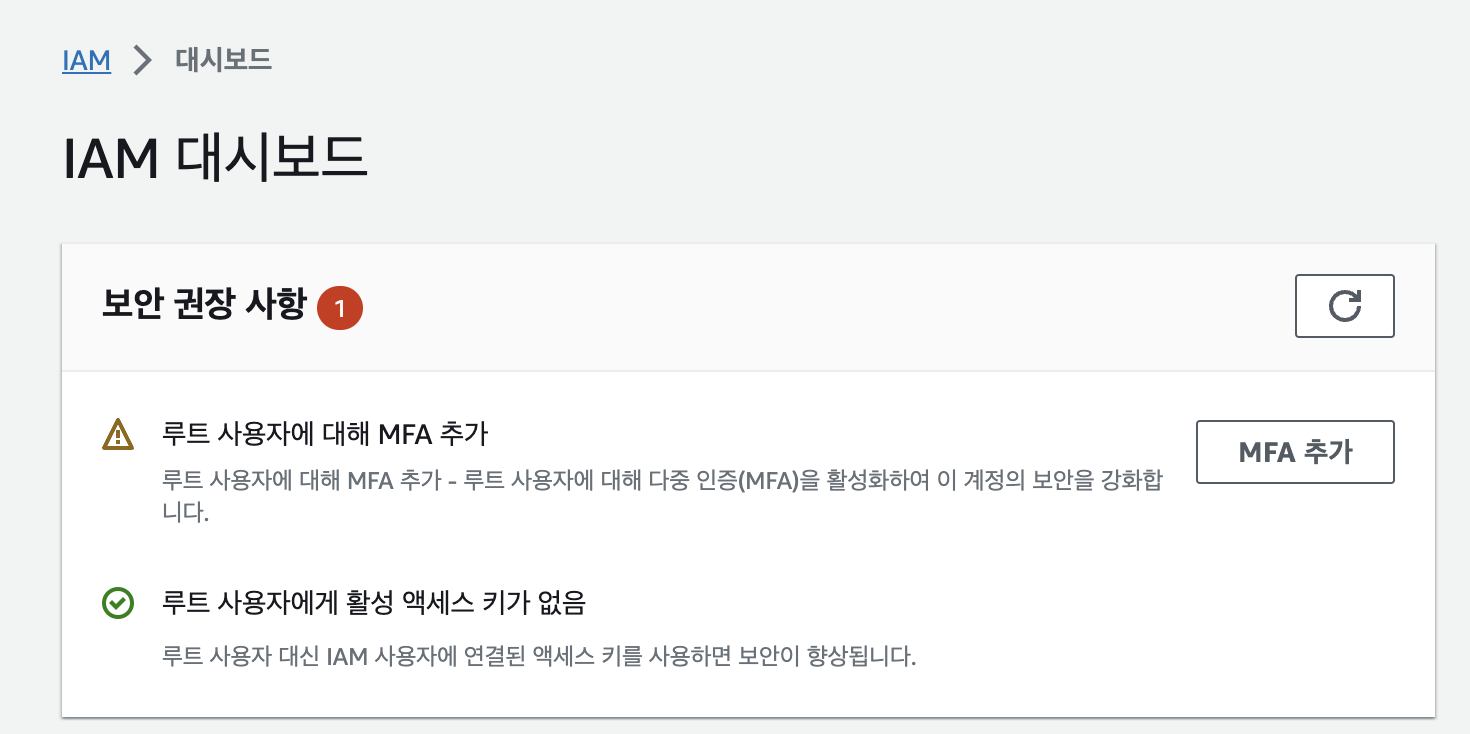 IAM > 대시보드
IAM 대시보드
보안 권장 사항 1
루트 사용자에 대해 MFA 추가
MFA 추가
루트 사용자에 대해 MFA 추가 - 루트 사용자에 대해 다중 인증(MFA)을 활성화하여 이 계정의 보안을 강화합
니다.
루트 사용자에게 활성 액세스 키가 없음
루트 사용자 대신 IAM 사용자에 연결된 액세스 키를 사용하면 보안이 향상됩니다.